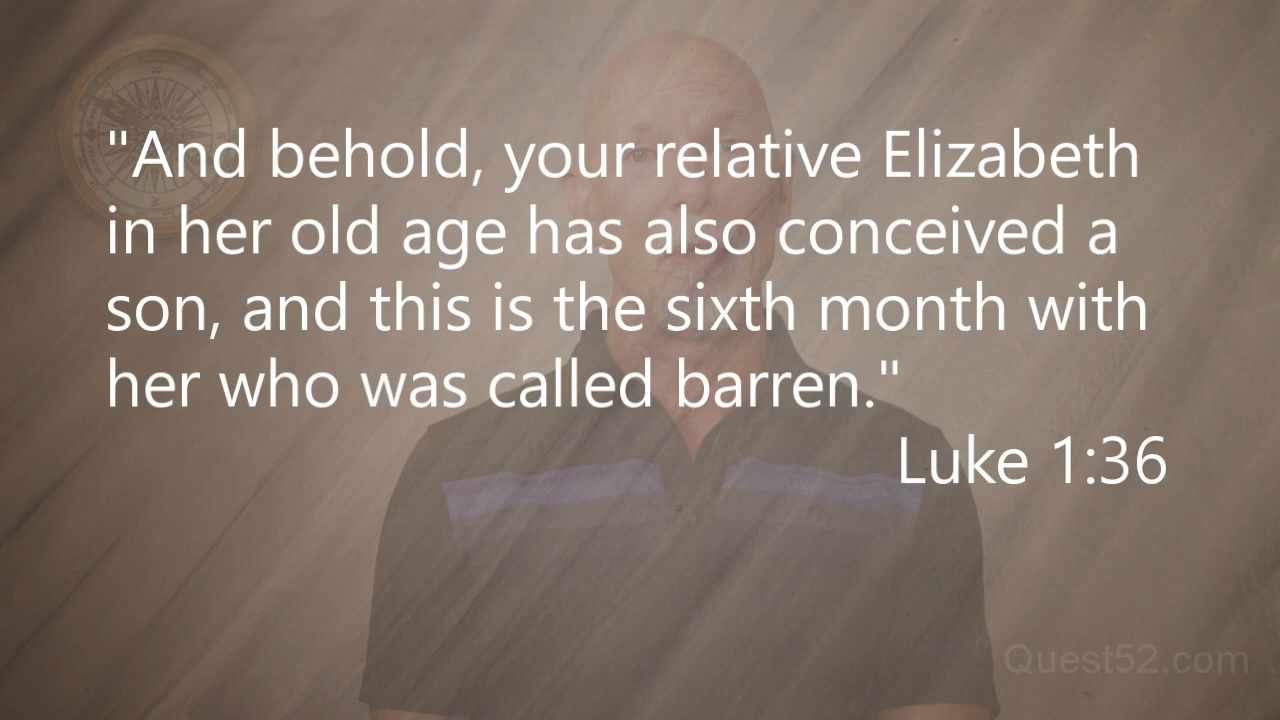 "And behold, your relative Elizabeth
in her old age has also conceived a
son, and this is the sixth month with
her who was called barren."
Luke 1:36
Quest52.com